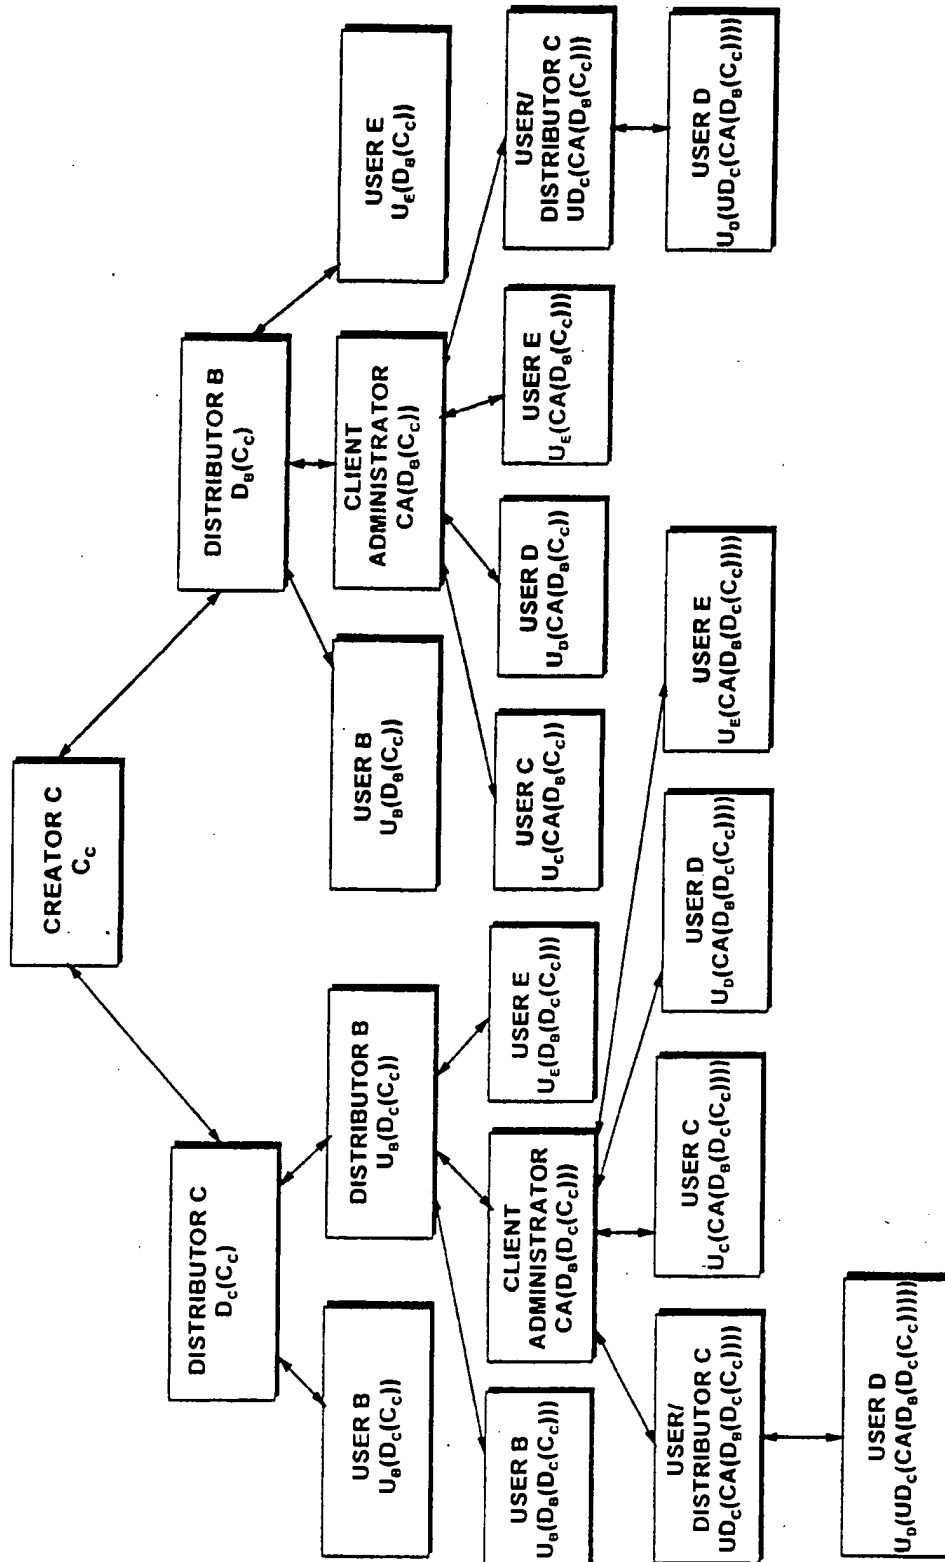 CREATOR C
C_C
DISTRIBUTOR C
D_C(C_C)
DISTRIBUTOR B
D_B(C_C)
USER B
U_B(D_C(C_C))
DISTRIBUTOR B
U_B(D_C(C_C))
USER B
U_B(D_B(C_C))
CLIENT
ADMINISTRATOR
CA(D_B(C_C))
USER E
U_E(D_B(C_C))
USER B
U_B(D_B(D_C(C_C)))
CLIENT
ADMINISTRATOR
CA(D_B(D_C(C_C)))
USER E
U_E(D_B(D_C(C_C)))
USER C
U_C(CA(D_B(C_C))
USER D
U_D(CA(D_B(C_C))
USER E
U_E(CA(D_B(C_C)))
USER/
DISTRIBUTOR C
UD_C(CA(D_B(C_C)))
USER/
DISTRIBUTOR C
UD_C(CA(D_B(D_C(C_C))))
USER C
U_C(CA(D_B(D_C(C_C))))
USER D
U_D(CA(D_B(D_C(C_C))))
USER E
U_E(CA(D_B(D_C(C_C))))
USER D
U_D(UD_C(CA(D_B(C_C))))
USER D
U_D(UD_C(CA(D_B(D_C(C_C)))))